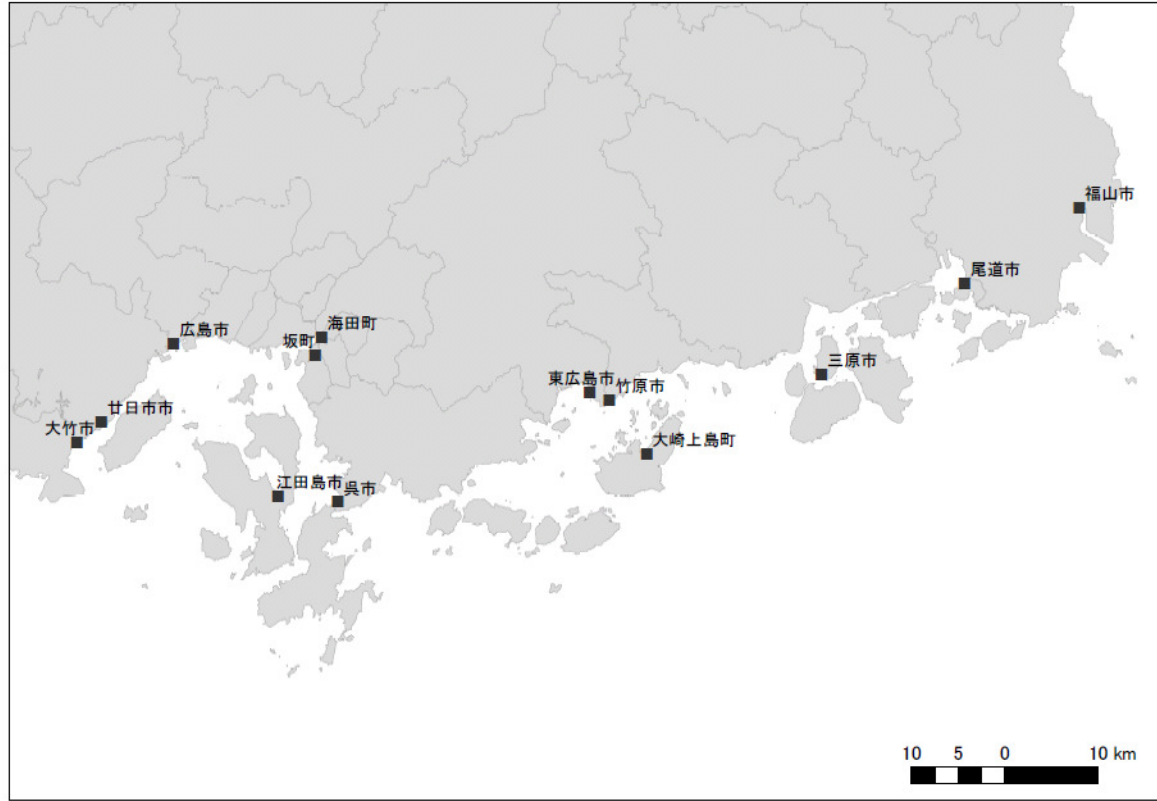 福山市
尾道市
広島市
海田町
坂町
三原市
東広島市
竹原市
廿日市市
大竹市
大崎上島町
江田島市
呉市
10 5 0 10 km